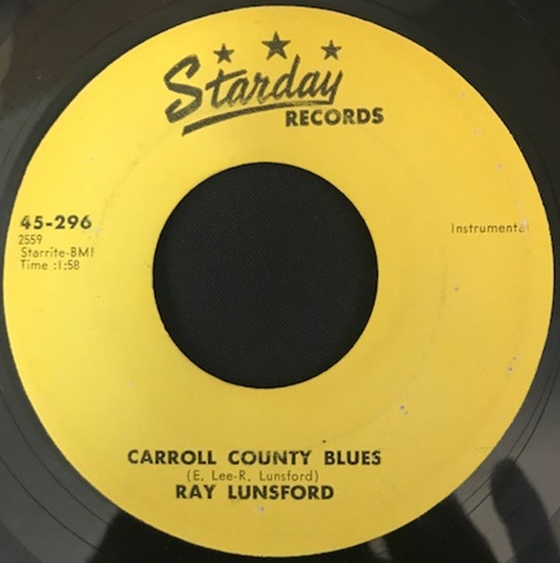 Starday
RECORDS
45-296
2559
Starrite-BMI
Time :1:58
Instrumental
CARROLL COUNTY BLUES
(E. Lee-R. Lunsford)
RAY LUNSFORD